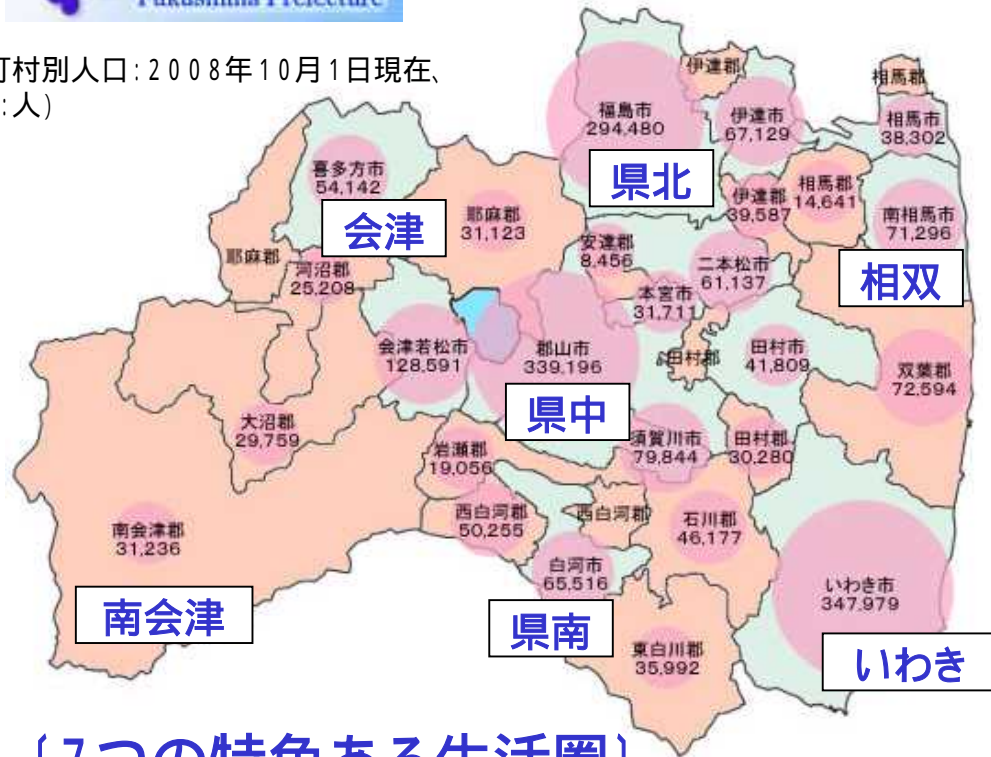 Fukushima Prefecture
町村別人口:2008年10月1日現在、
:人)
伊達郡
相馬郡
福島市
294,480
伊達市
67,129
相馬市
38,302
県北
喜多方市
54,142
会津
耶麻郡
31,123
伊達郡
39,587
相馬郡
14,641
南相馬市
71,296
相双
耶麻郡
河沼郡
25,208
安達郡
8,456
二本松市
61,137
本宮市
31,711
会津若松市
128,591
郡山市
339,196
田村郡
田村市
41,809
双葉郡
72,594
県中
大沼郡
29,759
岩瀬郡
19,056
須賀川市
79,844
田村郡
30,280
南会津郡
31,236
西白河郡
50,255
西白河郡
石川郡
46,177
白河市
65,516
いわき市
347,979
南会津
県南
東白川郡
35,992
いわき
〔7つの特色ある生活圏〕